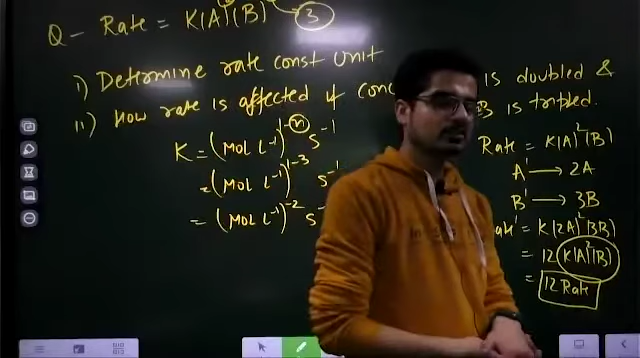 Q - Rate = K(A)²(B) 3
i) Determine rate const unit
ii) How rate is affected if conc is doubled &
B is tripled.
K = (MOL L⁻¹)¹⁻ⁿ S⁻¹
= (MOL L⁻¹)¹⁻³ S⁻¹
= (MOL L⁻¹)⁻² S⁻
Rate = K(A)²(B)
A → 2A
B → 3B
Rate' = K(2A)²(3B)
= 12 K(A)²(B)
= 12 Rate